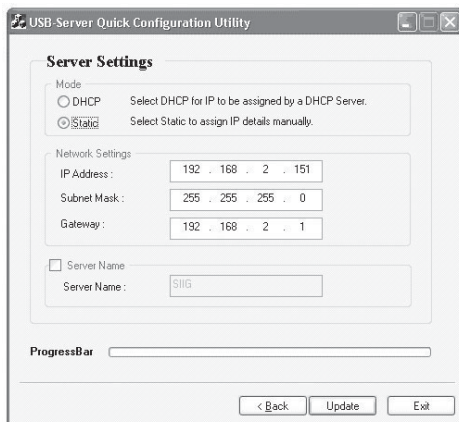 USB-Server Quick Configuration Utility
Server Settings
Mode
DHCP Select DHCP for IP to be assigned by a DHCP Server.
Static Select Static to assign IP details manually.
Network Settings
IP Address : 192 . 168 . 2 . 151
Subnet Mask : 255 . 255 . 255 . 0
Gateway : 192 . 168 . 2 . 1
Server Name
Server Name : SIIG
ProgressBar
< Back Update Exit